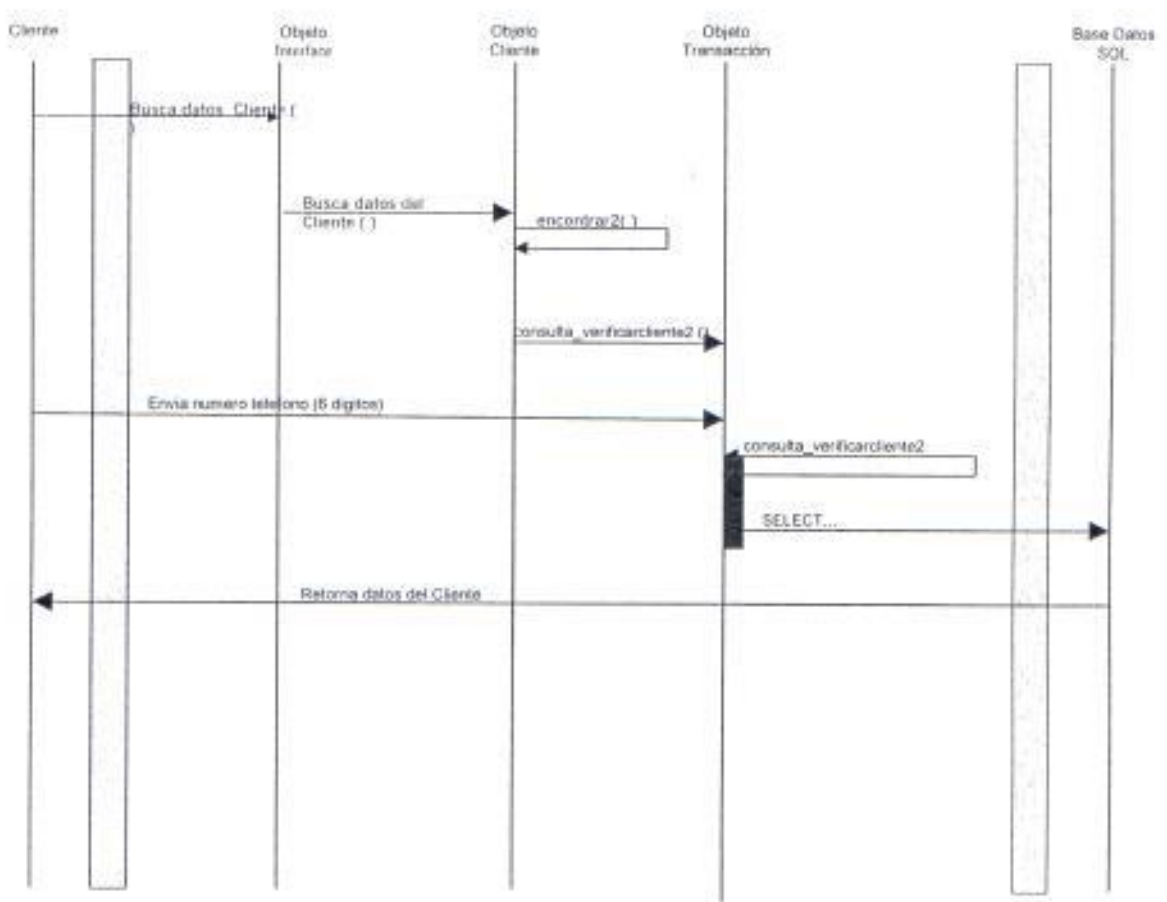 Cliente
Objeto
Interface
Objeto
Cliente
Objeto
Transacción
Base Datos
SQL
Busca datos Cliente (
)
Busca datos del
Cliente ( )
encontrar2( )
consulta_verificarcliente2 ()
Envia numero telefono (6 digitos)
consulta_verificarcliente2
SELECT...
Retorna datos del Cliente